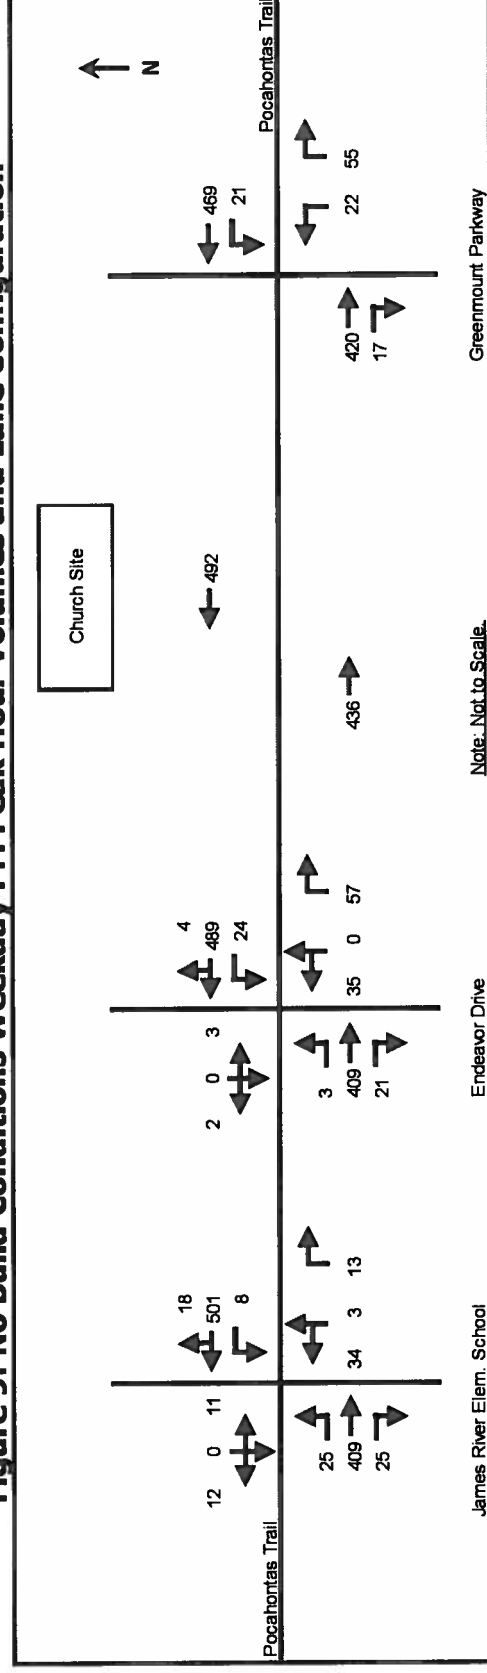 No Build Conditions Weekday Peak Hour Volumes and Lane Configuration
N
Church Site
12 0 11
18
501
8
2 0 3
4
489
24
492
469
21
Pocahontas Trail
Pocahontas Trail
25
409
25
34 3 13
3
409
21
35 0 57
436
420
17
22 55
James River Elem. School
Endeavor Drive
Note: Not to Scale.
Greenmount Parkway